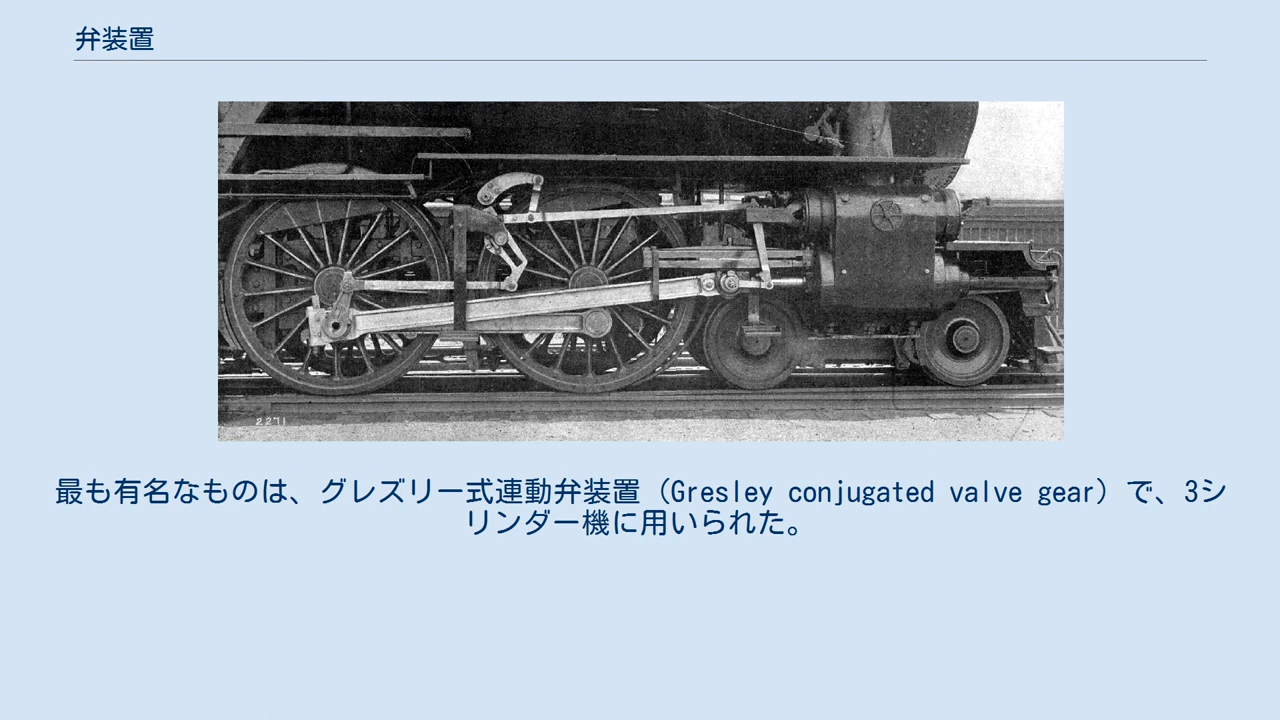 弁装置
2271
最も有名なものは、グレズリー式連動弁装置（Gresley conjugated valve gear）で、3シ
リンダー機に用いられた。